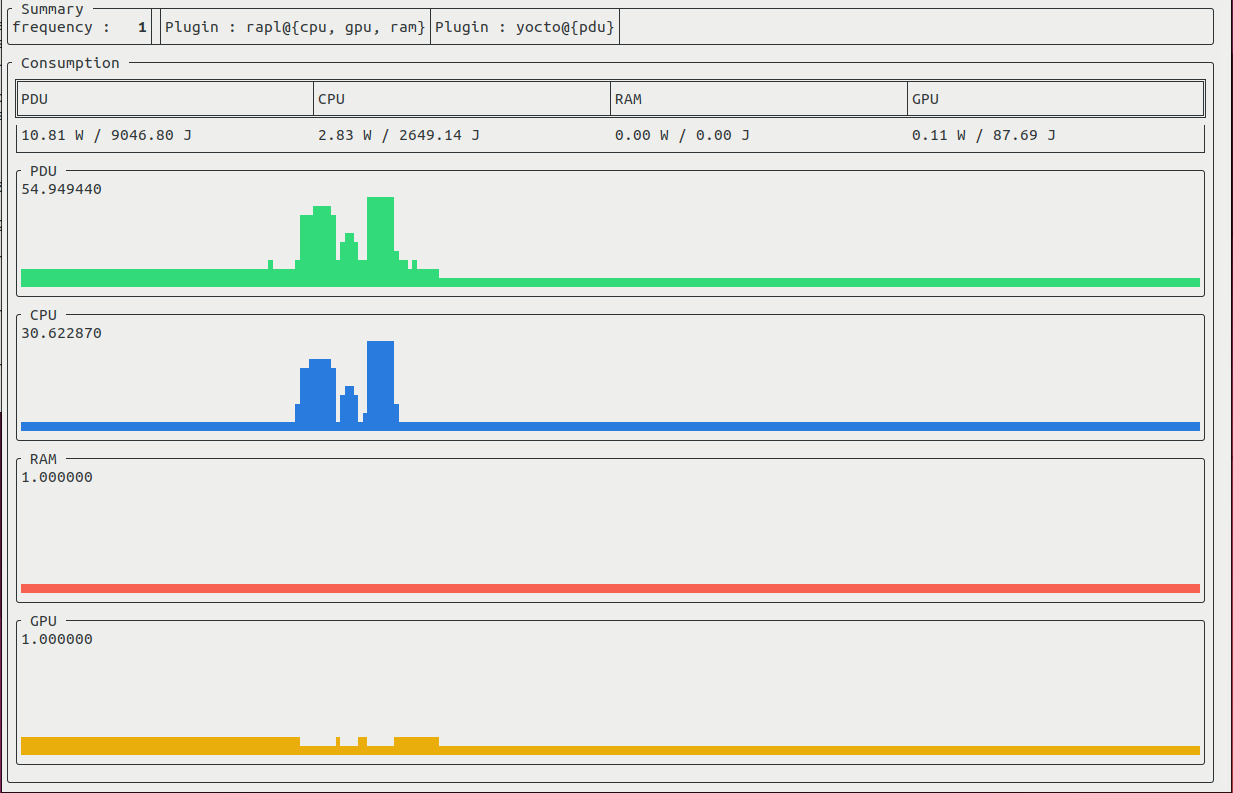 Summary
frequency : 1 Plugin : rapl@{cpu, gpu, ram} Plugin : yocto@{pdu}
Consumption
PDU CPU RAM GPU
10.81 W / 9046.80 J 2.83 W / 2649.14 J 0.00 W / 0.00 J 0.11 W / 87.69 J
PDU
54.949440
CPU
30.622870
RAM
1.000000
GPU
1.000000